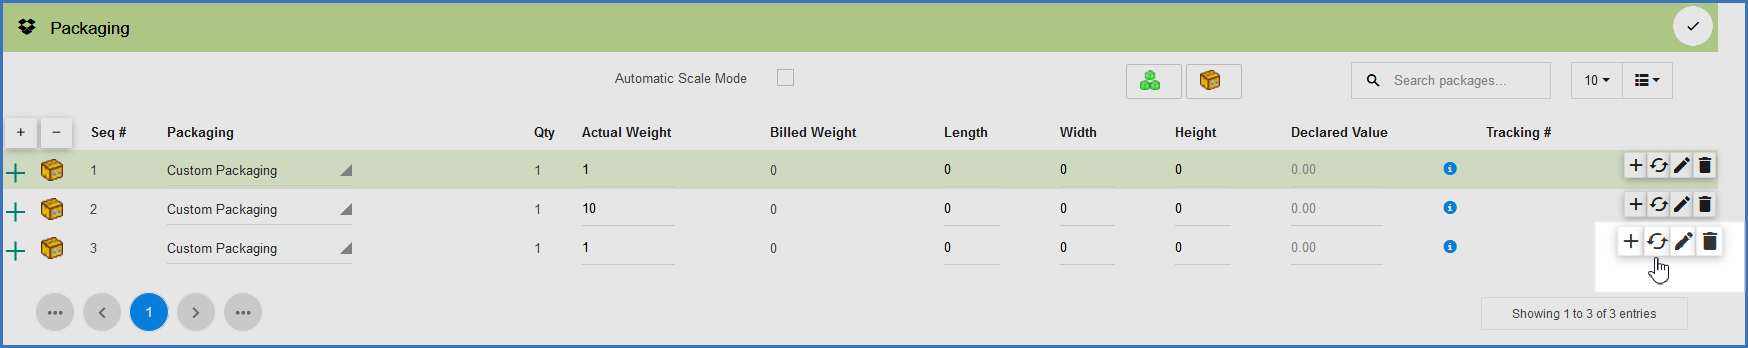 Packaging
Automatic Scale Mode
Search packages...
10
+ − Seq # Packaging Qty Actual Weight Billed Weight Length Width Height Declared Value Tracking #
1 Custom Packaging 1 1 0 0 0 0 0.00
2 Custom Packaging 1 10 0 0 0 0 0.00
3 Custom Packaging 1 1 0 0 0 0 0.00
... < 1 > ...
Showing 1 to 3 of 3 entries